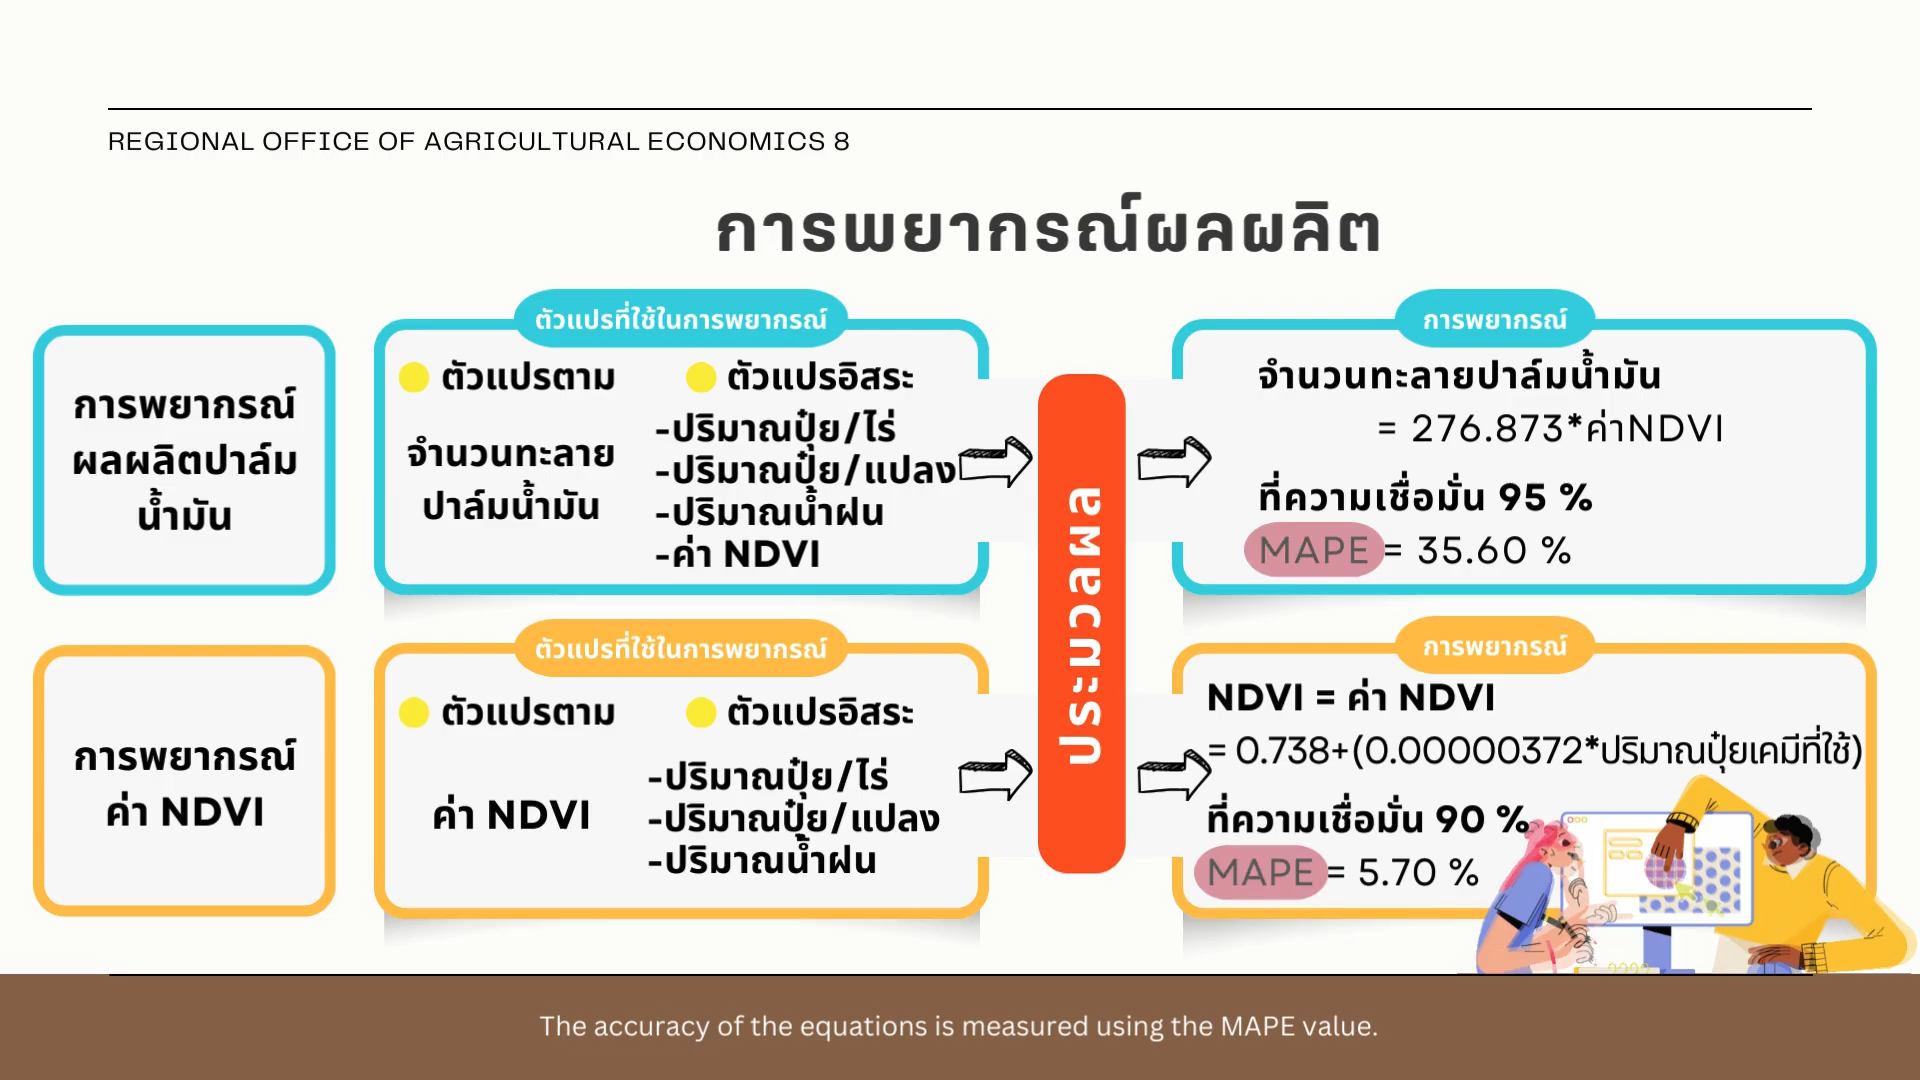 REGIONAL OFFICE OF AGRICULTURAL ECONOMICS 8
การพยากรณ์ผลผลิต
การพยากรณ์
ผลผลิตปาล์ม
น้ำมัน
ตัวแปรที่ใช้ในการพยากรณ์
ตัวแปรตาม
จำนวนทะลาย
ปาล์มน้ำมัน
ตัวแปรอิสระ
-ปริมาณปุ๋ย/ไร่
-ปริมาณปุ๋ย/แปลง
-ปริมาณน้ำฝน
-ค่า NDVI
ประมวลผล
การพยากรณ์
จำนวนทะลายปาล์มน้ำมัน
= 276.873*ค่าNDVI
ที่ความเชื่อมั่น 95 %
MAPE = 35.60 %
การพยากรณ์
ค่า NDVI
ตัวแปรที่ใช้ในการพยากรณ์
ตัวแปรตาม
ค่า NDVI
ตัวแปรอิสระ
-ปริมาณปุ๋ย/ไร่
-ปริมาณปุ๋ย/แปลง
-ปริมาณน้ำฝน
การพยากรณ์
NDVI = ค่า NDVI
= 0.738+(0.00000372*ปริมาณปุ๋ยเคมีที่ใช้)
ที่ความเชื่อมั่น 90 %
MAPE = 5.70 %
The accuracy of the equations is measured using the MAPE value.